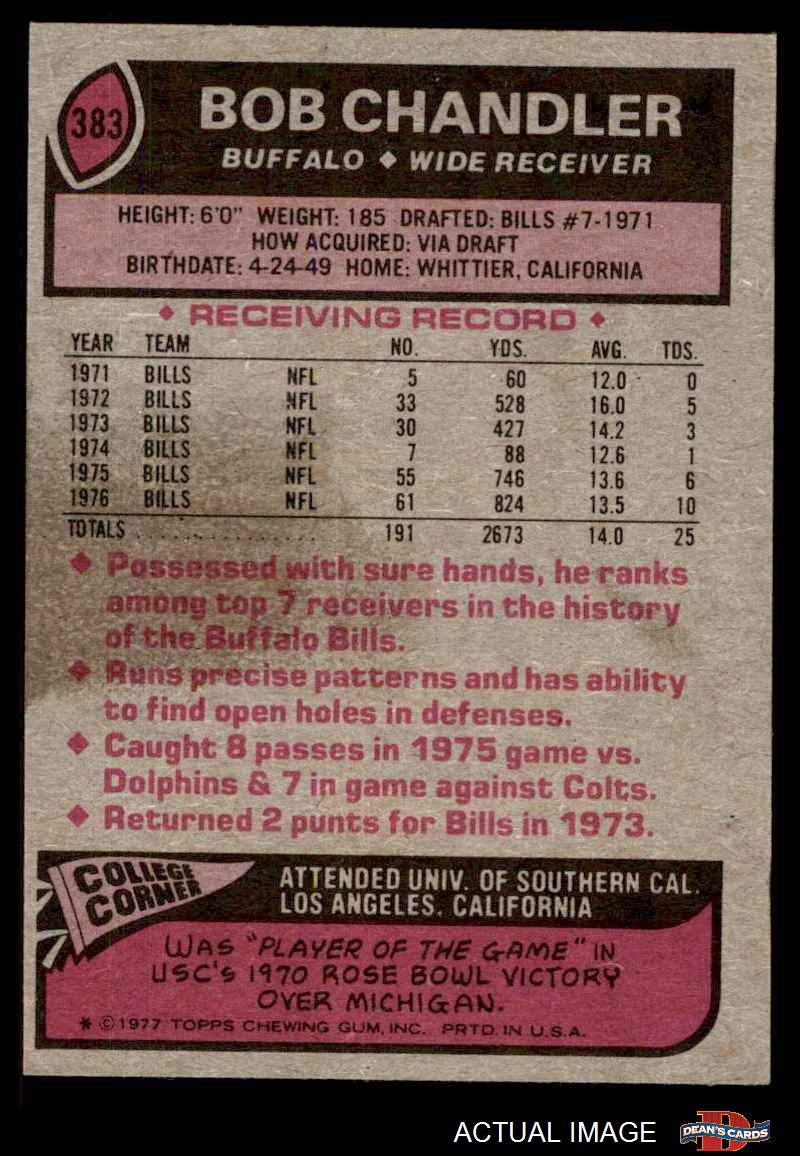 383
BOB CHANDLER
BUFFALO ◆ WIDE RECEIVER
HEIGHT: 6'0" WEIGHT: 185 DRAFTED: BILLS #7-1971
HOW ACQUIRED: VIA DRAFT
BIRTHDATE: 4-24-49 HOME: WHITTIER, CALIFORNIA
◆ RECEIVING RECORD ◆
YEAR TEAM NO. YDS. AVG. TDS.
1971 BILLS NFL 5 60 12.0 0
1972 BILLS NFL 33 528 16.0 5
1973 BILLS NFL 30 427 14.2 3
1974 BILLS NFL 7 88 12.6 1
1975 BILLS NFL 55 746 13.6 6
1976 BILLS NFL 61 824 13.5 10
TOTALS . . . . . . . . . . . . . . 191 2673 14.0 25
◆ Possessed with sure hands, he ranks
among top 7 receivers in the history
of the Buffalo Bills.
◆ Runs precise patterns and has ability
to find open holes in defenses.
◆ Caught 8 passes in 1975 game vs.
Dolphins & 7 in game against Colts.
◆ Returned 2 punts for Bills in 1973.
COLLEGE
CORNER
ATTENDED UNIV. OF SOUTHERN CAL.
LOS ANGELES, CALIFORNIA
WAS "PLAYER OF THE GAME" IN
USC'S 1970 ROSE BOWL VICTORY
OVER MICHIGAN.
* ©1977 TOPPS CHEWING GUM, INC. PRTD. IN U.S.A.
ACTUAL IMAGE
D
DEAN'S CARDS